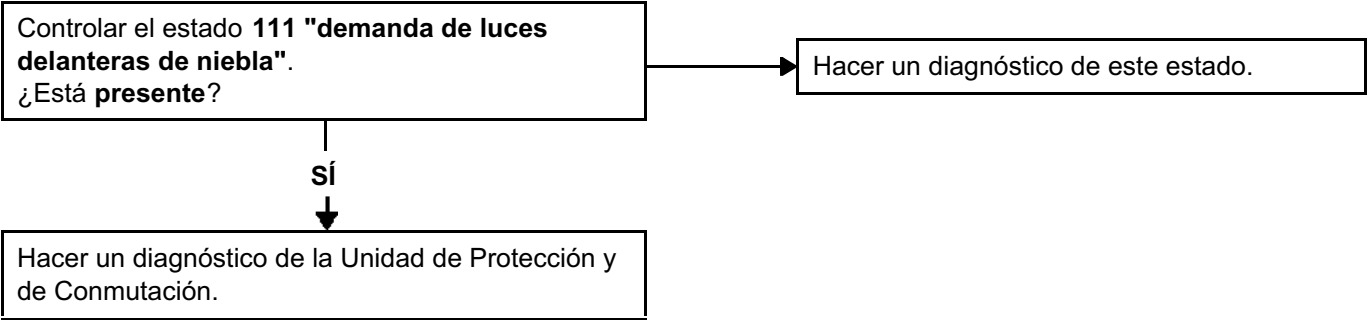 Controlar el estado 111 "demanda de luces
delanteras de niebla".
¿Está presente?
Hacer un diagnóstico de este estado.
SÍ
Hacer un diagnóstico de la Unidad de Protección y
de Conmutación.